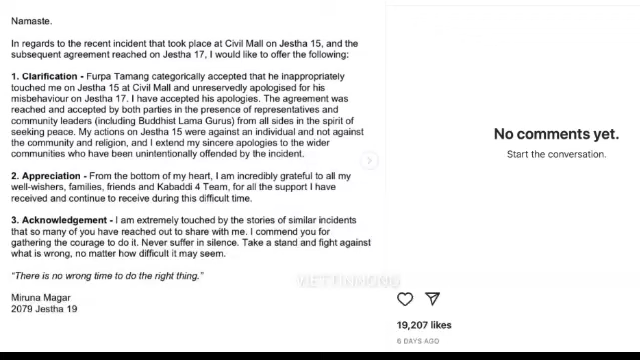 Namaste.
In regards to the recent incident that took place at Civil Mall on Jestha 15, and the
subsequent agreement reached on Jestha 17, I would like to offer the following:
1. Clarification - Furpa Tamang categorically accepted that he inappropriately
touched me on Jestha 15 at Civil Mall and unreservedly apologised for his
misbehaviour on Jestha 17. I have accepted his apologies. The agreement was
reached and accepted by both parties in the presence of representatives and
community leaders (including Buddhist Lama Gurus) from all sides in the spirit of
seeking peace. My actions on Jestha 15 were against an individual and not against
the community and religion, and I extend my sincere apologies to the wider
communities who have been unintentionally offended by the incident.
2. Appreciation - From the bottom of my heart, I am incredibly grateful to all my
well-wishers, families, friends and Kabaddi 4 Team, for all the support I have
received and continue to receive during this difficult time.
3. Acknowledgement - I am extremely touched by the stories of similar incidents
that so many of you have reached out to share with me. I commend you for
gathering the courage to do it. Never suffer in silence. Take a stand and fight against
what is wrong, no matter how difficult it may seem.
“There is no wrong time to do the right thing.”
Miruna Magar
2079 Jestha 19
No comments yet.
Start the conversation.
19,207 likes
6 DAYS AGO